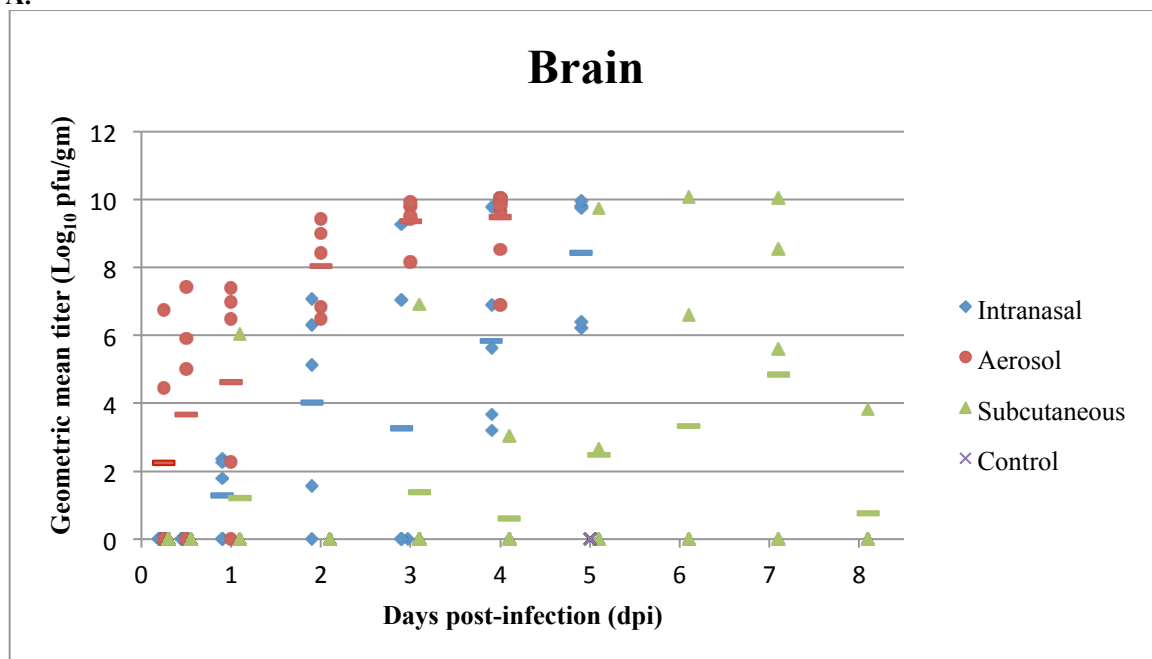 A.
Brain
Geometric mean titer (Log10 pfu/gm)
12
10
8
6
4
2
0
0 1 2 3 4 5 6 7 8
Days post-infection (dpi)
Intranasal
Aerosol
Subcutaneous
Control